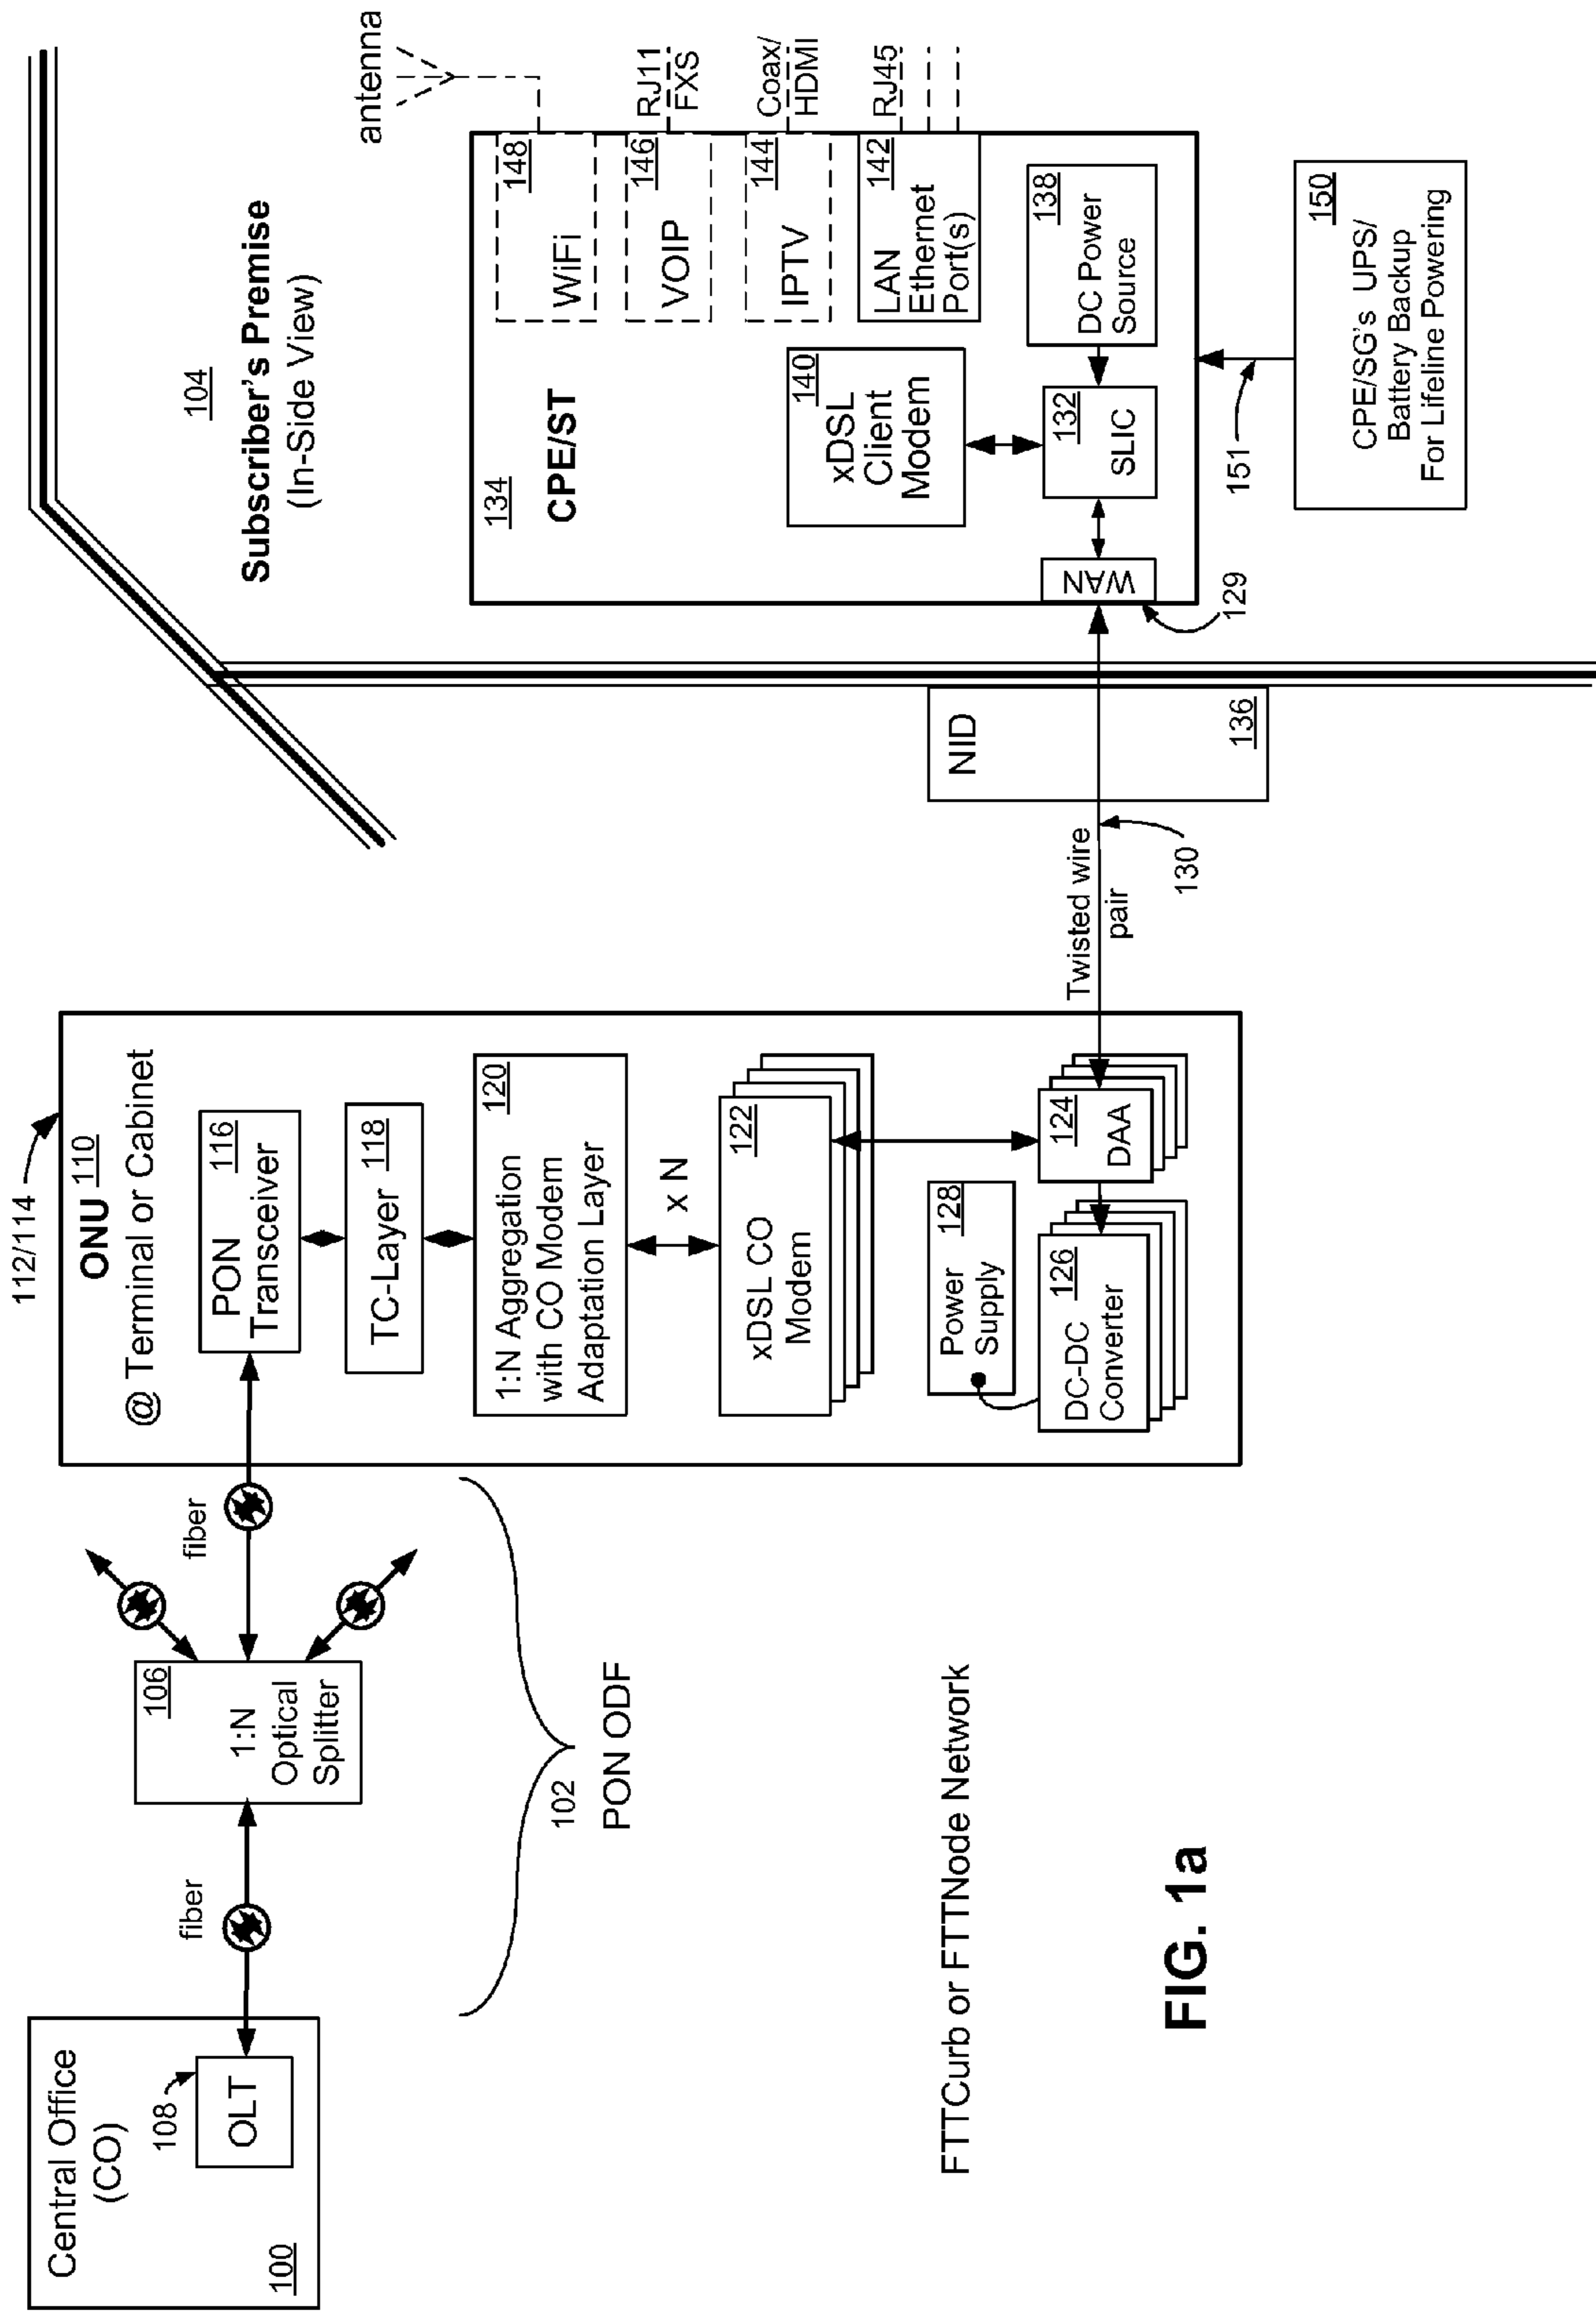 Central Office
(CO)
108
OLT
100
fiber
106
1:N
Optical
Splitter
fiber
102
PON ODF
112/114
ONU 110
@ Terminal or Cabinet
PON 116
Transceiver
TC-Layer 118
120
1:N Aggregation
with CO Modem
Adaptation Layer
x N
122
xDSL CO
Modem
Power 128
Supply
124
DAA
126
DC-DC
Converter
Twisted wire
pair
130
NID
136
104
Subscriber's Premise
(In-Side View)
antenna
134
CPE/ST
148
WiFi
146
VOIP
RJ11
FXS
144
IPTV
Coax/
HDMI
142
LAN
Ethernet
Port(s)
RJ45
140
xDSL
Client
Modem
138
DC Power
Source
132
SLIC
WAN
129
151
150
CPE/SG's UPS/
Battery Backup
For Lifeline Powering
FTTCurb or FTTNode Network
FIG. 1a